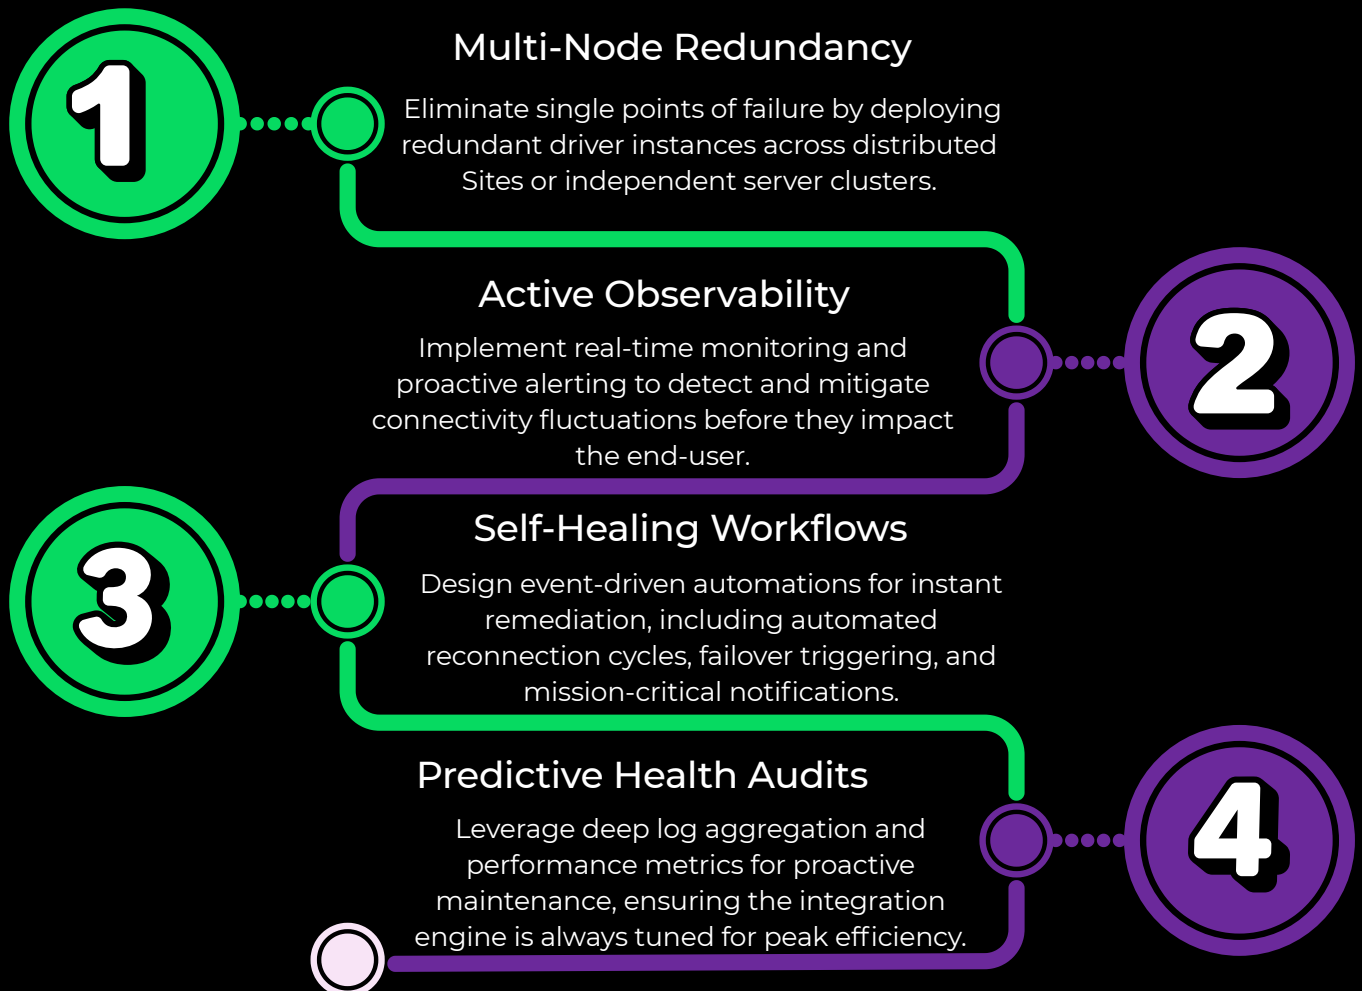 1
Multi-Node Redundancy
Eliminate single points of failure by deploying
redundant driver instances across distributed
Sites or independent server clusters.
2
Active Observability
Implement real-time monitoring and
proactive alerting to detect and mitigate
connectivity fluctuations before they impact
the end-user.
3
Self-Healing Workflows
Design event-driven automations for instant
remediation, including automated
reconnection cycles, failover triggering, and
mission-critical notifications.
4
Predictive Health Audits
Leverage deep log aggregation and
performance metrics for proactive
maintenance, ensuring the integration
engine is always tuned for peak efficiency.